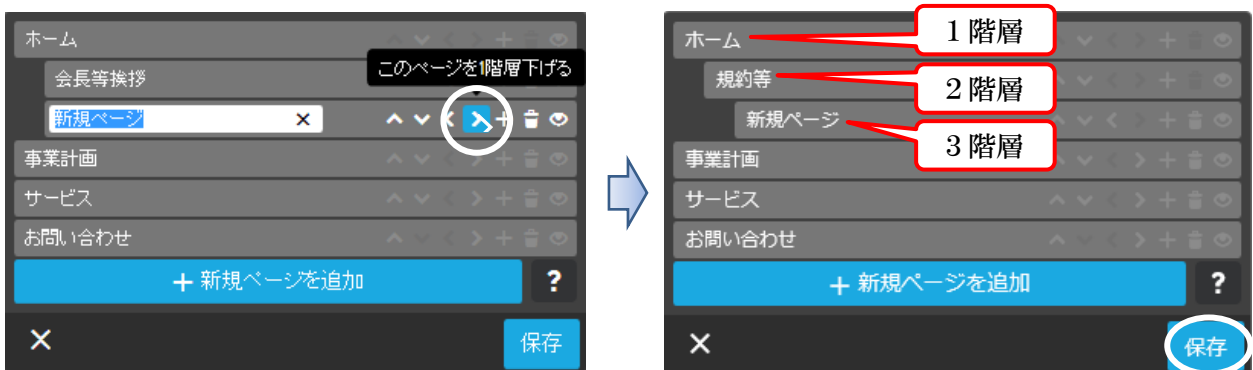 ホーム
このページを1階層下げる
会長等挨拶
新規ページ
事業計画
サービス
お問い合わせ
+ 新規ページを追加
?
保存
ホーム
1階層
規約等
2階層
新規ページ
3階層
事業計画
サービス
お問い合わせ
+ 新規ページを追加
?
保存